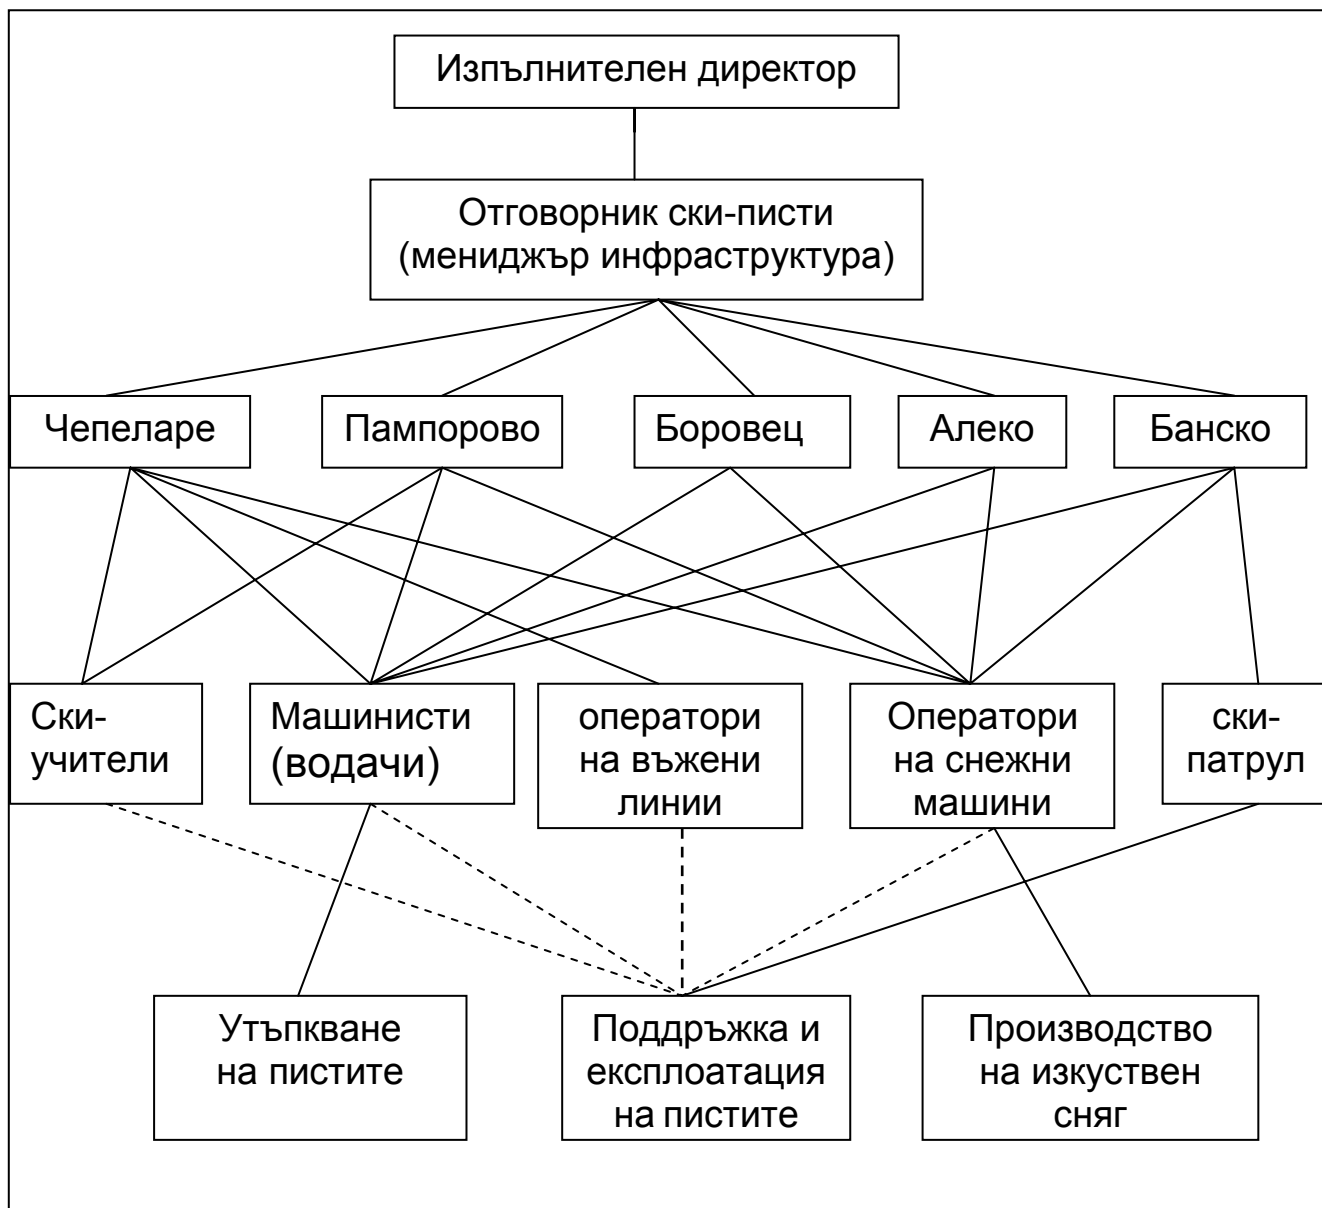 Изпълнителен директор
Отговорник ски-писти
(мениджър инфраструктура)
Чепеларе
Пампорово
Боровец
Алеко
Банско
Ски-
учители
Машинисти
(водачи)
оператори
на въжени
линии
Оператори
на снежни
машини
ски-
патрул
Утъпкване
на пистите
Поддръжка и
експлоатация
на пистите
Производство
на изкуствен
сняг